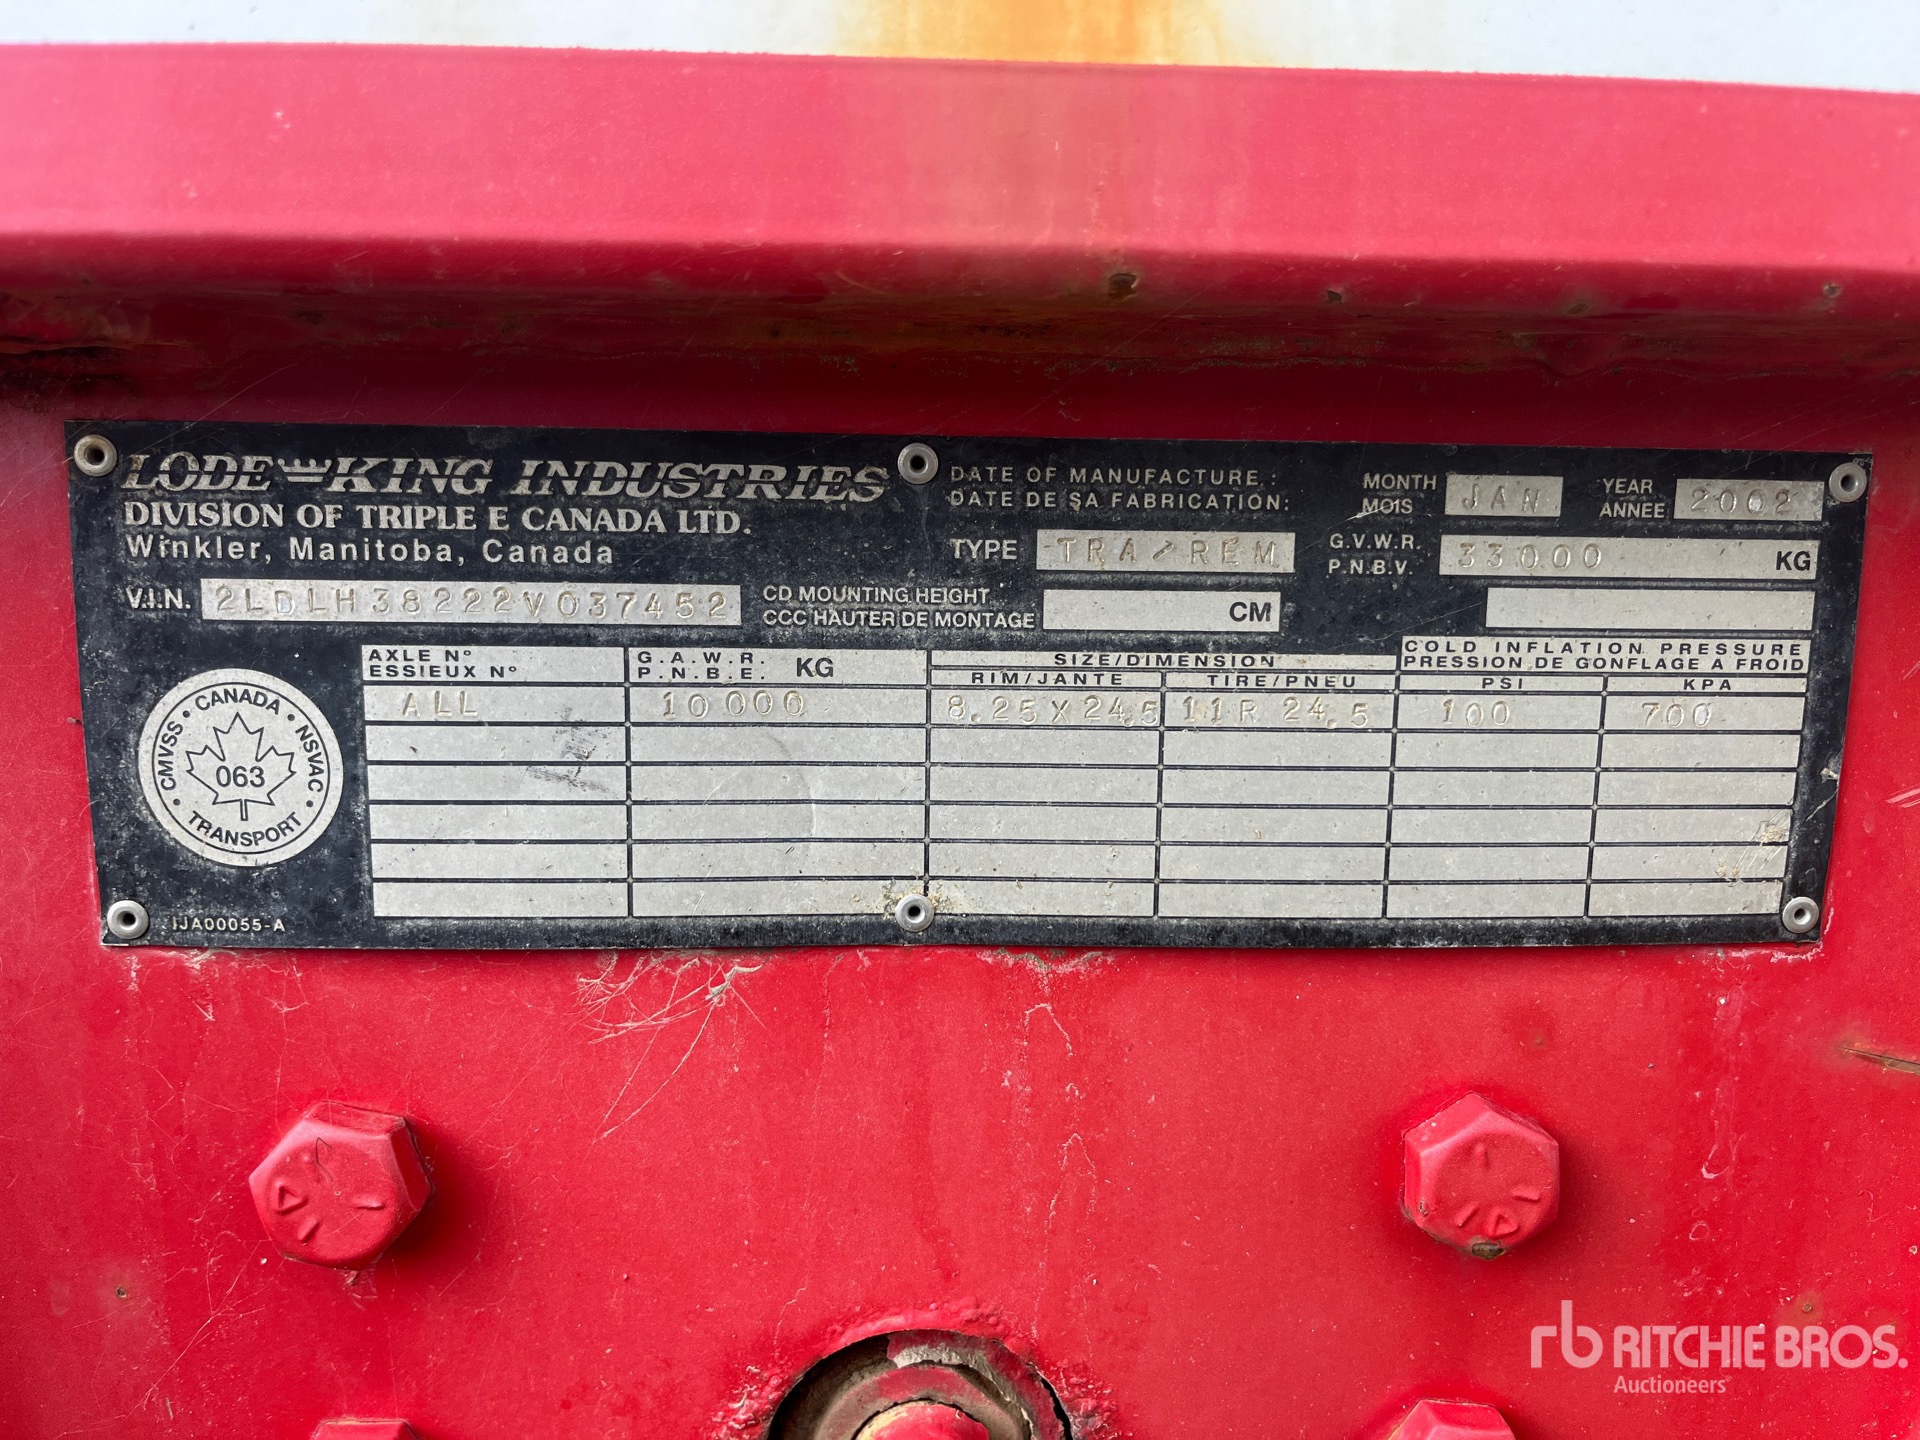 LODE-KING INDUSTRIES
DIVISION OF TRIPLE E CANADA LTD.
Winkler, Manitoba, Canada
V.I.N. 2LDLH38222V037452
DATE OF MANUFACTURE :
DATE DE SA FABRICATION:
MONTH
MOIS
JAN
YEAR
ANNEE
2002
TYPE TRA/REM
G.V.W.R.
P.N.B.V.
33000 KG
CD MOUNTING HEIGHT
CCC HAUTER DE MONTAGE
CM
AXLE Nº
ESSIEUX Nº
G.A.W.R.
P.N.B.E.
KG
SIZE/DIMENSION
RIM/JANTE
TIRE/PNEU
COLD INFLATION PRESSURE
PRESSION DE GONFLAGE A FROID
PSI
KPA
ALL 10 000 8.25 X 24.5 11R 24.5 100 700
CANADA
CMVSS
NSVAC
063
TRANSPORT
IJA00055-A
rb RITCHIE BROS.
Auctioneers